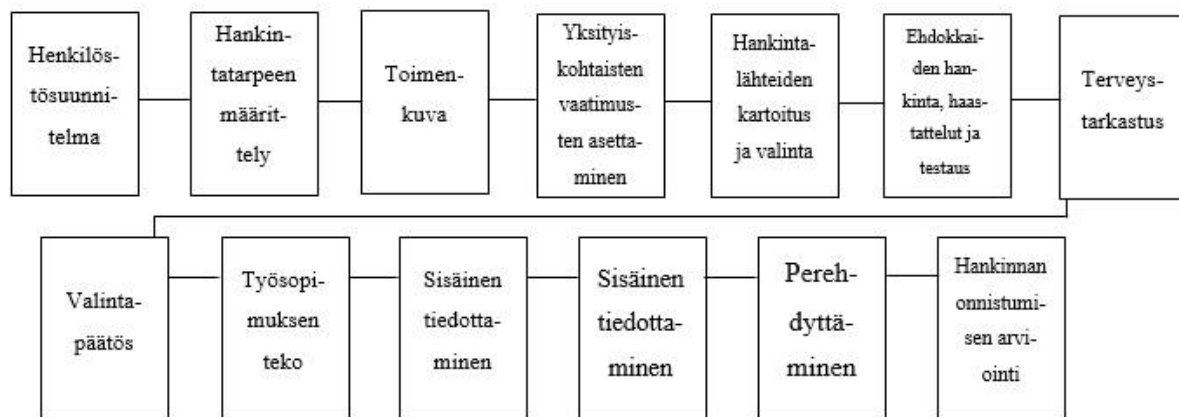 Henkilös-
tösuunni-
telma
Hankin-
tatarpeen
määrit-
tely
Toimen-
kuva
Yksityis-
kohtaisten
vaatimus-
ten asetta-
minen
Hankinta-
lähteiden
kartoitus
ja valinta
Ehdokkai-
den han-
kinta, haas-
tattelut ja
testaus
Terveys-
tarkastus
Valinta-
päätös
Työsopi-
muksen
teko
Sisäinen
tiedotta-
minen
Sisäinen
tiedotta-
minen
Pereh-
dyttä-
minen
Hankinnan
onnistumi-
sen arvi-
ointi